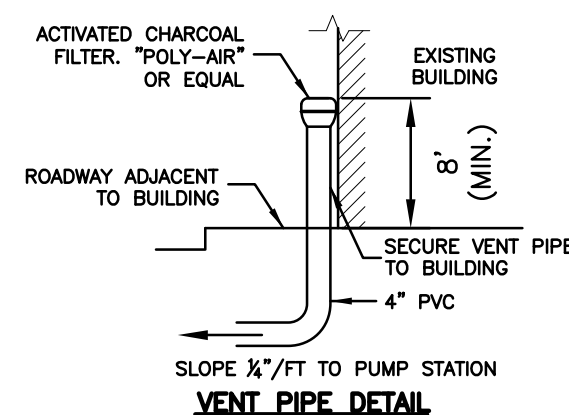 ACTIVATED CHARCOAL
FILTER. "POLY-AIR"
OR EQUAL
EXISTING
BUILDING
8'
(MIN.)
ROADWAY ADJACENT
TO BUILDING
SECURE VENT PIPE
TO BUILDING
4" PVC
SLOPE ¼"/FT TO PUMP STATION
VENT PIPE DETAIL